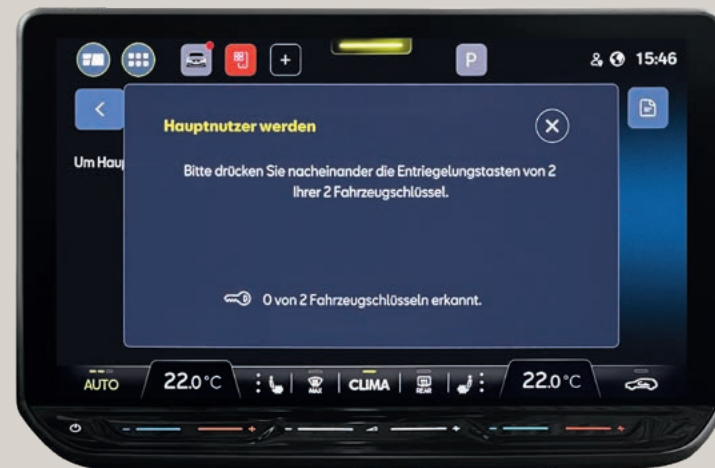 P
15:46
Hauptnutzer werden
Um Hau
Bitte drücken Sie nacheinander die Entriegelungstasten von 2
Ihrer 2 Fahrzeugschlüssel.
0 von 2 Fahrzeugschlüsseln erkannt.
AUTO 22.0°C MAX CLIMA REAR 22.0°C